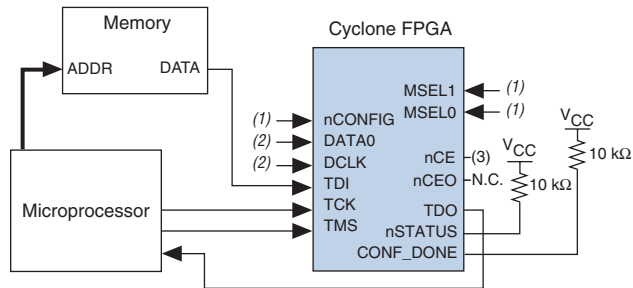 Memory
ADDR DATA
Microprocessor
Cyclone FPGA
MSEL1 (1)
MSEL0 (1)
(1) nCONFIG
(2) DATA0
(2) DCLK
TDI
TCK
TMS
nCE (3)
nCEO N.C.
TDO
nSTATUS
CONF_DONE
VCC
10 kΩ
VCC
10 kΩ